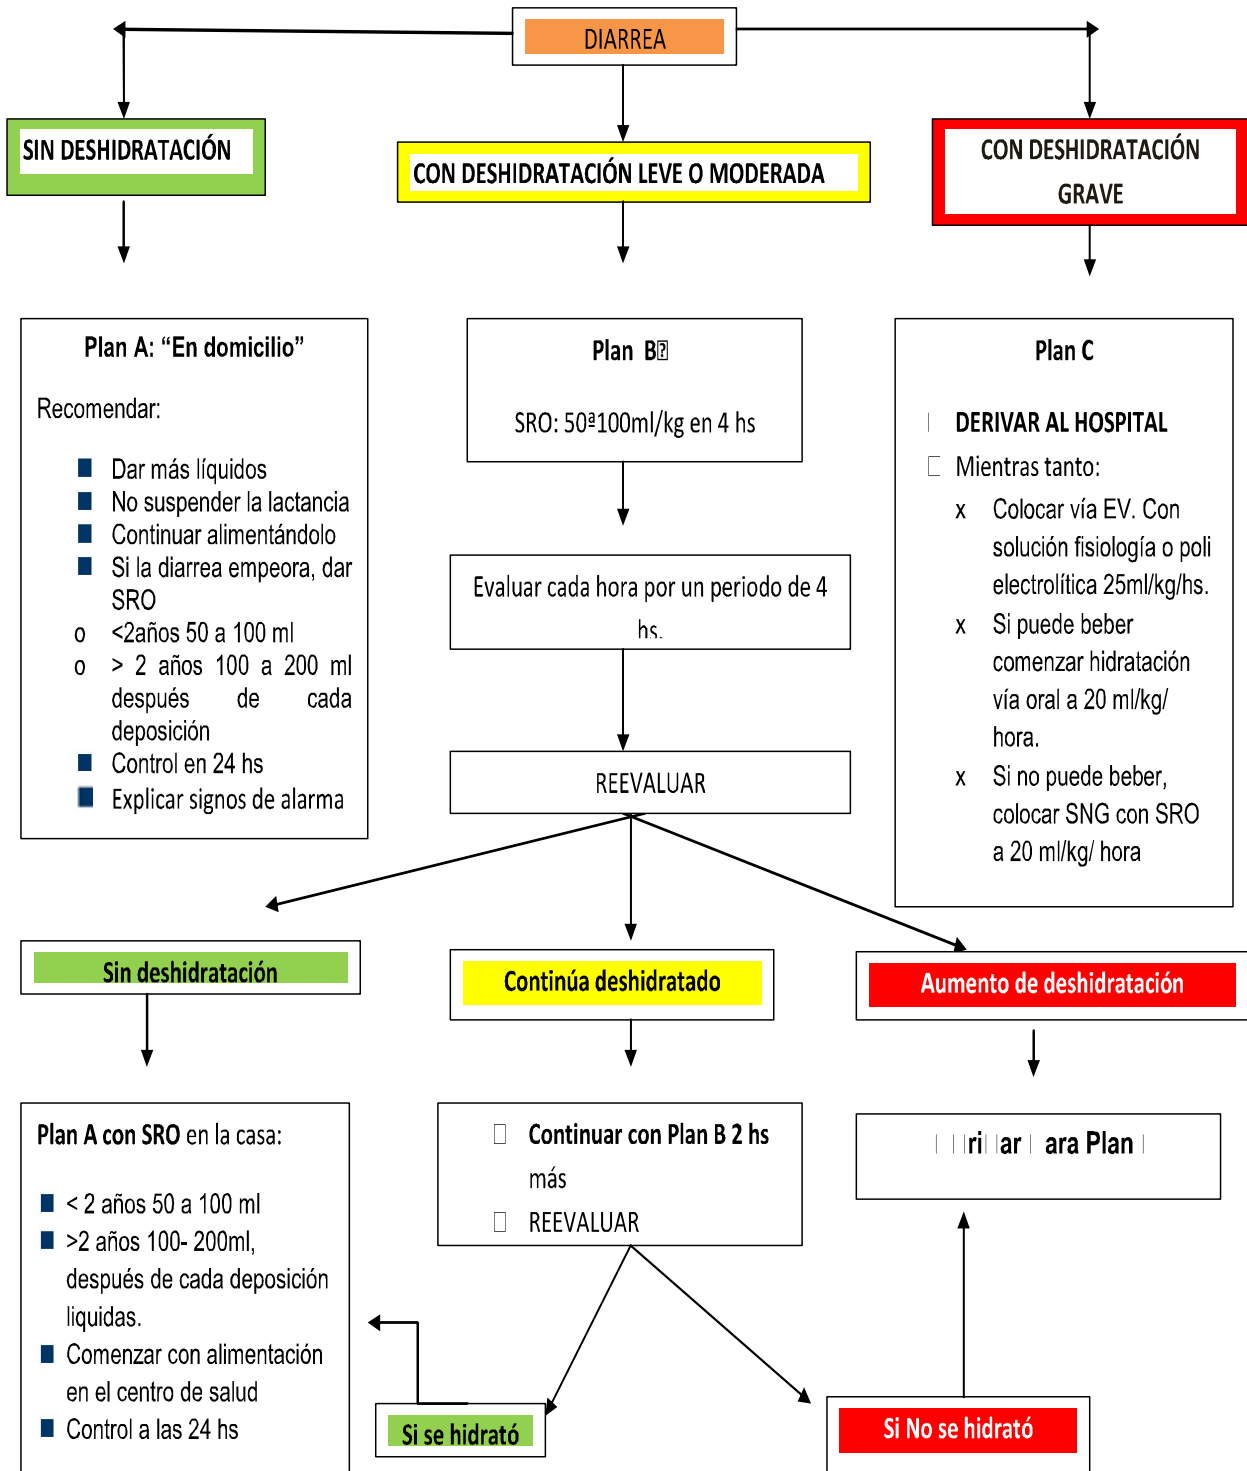 DIARREA
SIN DESHIDRATACIÓN
CON DESHIDRATACIÓN LEVE O MODERADA
CON DESHIDRATACIÓN
GRAVE
Plan A: “En domicilio”
Recomendar:
Dar más líquidos
No suspender la lactancia
Continuar alimentándolo
Si la diarrea empeora, dar
SRO
o <2años 50 a 100 ml
o > 2 años 100 a 200 ml
después de cada
deposición
Control en 24 hs
Explicar signos de alarma
Plan B
SRO: 50ª100ml/kg en 4 hs
Evaluar cada hora por un periodo de 4
hs.
REEVALUAR
Plan C
DERIVAR AL HOSPITAL
Mientras tanto:
x Colocar vía EV. Con
solución fisiología o poli
electrolítica 25ml/kg/hs.
x Si puede beber
comenzar hidratación
vía oral a 20 ml/kg/
hora.
x Si no puede beber,
colocar SNG con SRO
a 20 ml/kg/ hora
Sin deshidratación
Continúa deshidratado
Aumento de deshidratación
Plan A con SRO en la casa:
< 2 años 50 a 100 ml
>2 años 100- 200ml,
después de cada deposición
liquidas.
Comenzar con alimentación
en el centro de salud
Control a las 24 hs
Continuar con Plan B 2 hs
más
REEVALUAR
Plan
Si se hidrató
Si No se hidrató